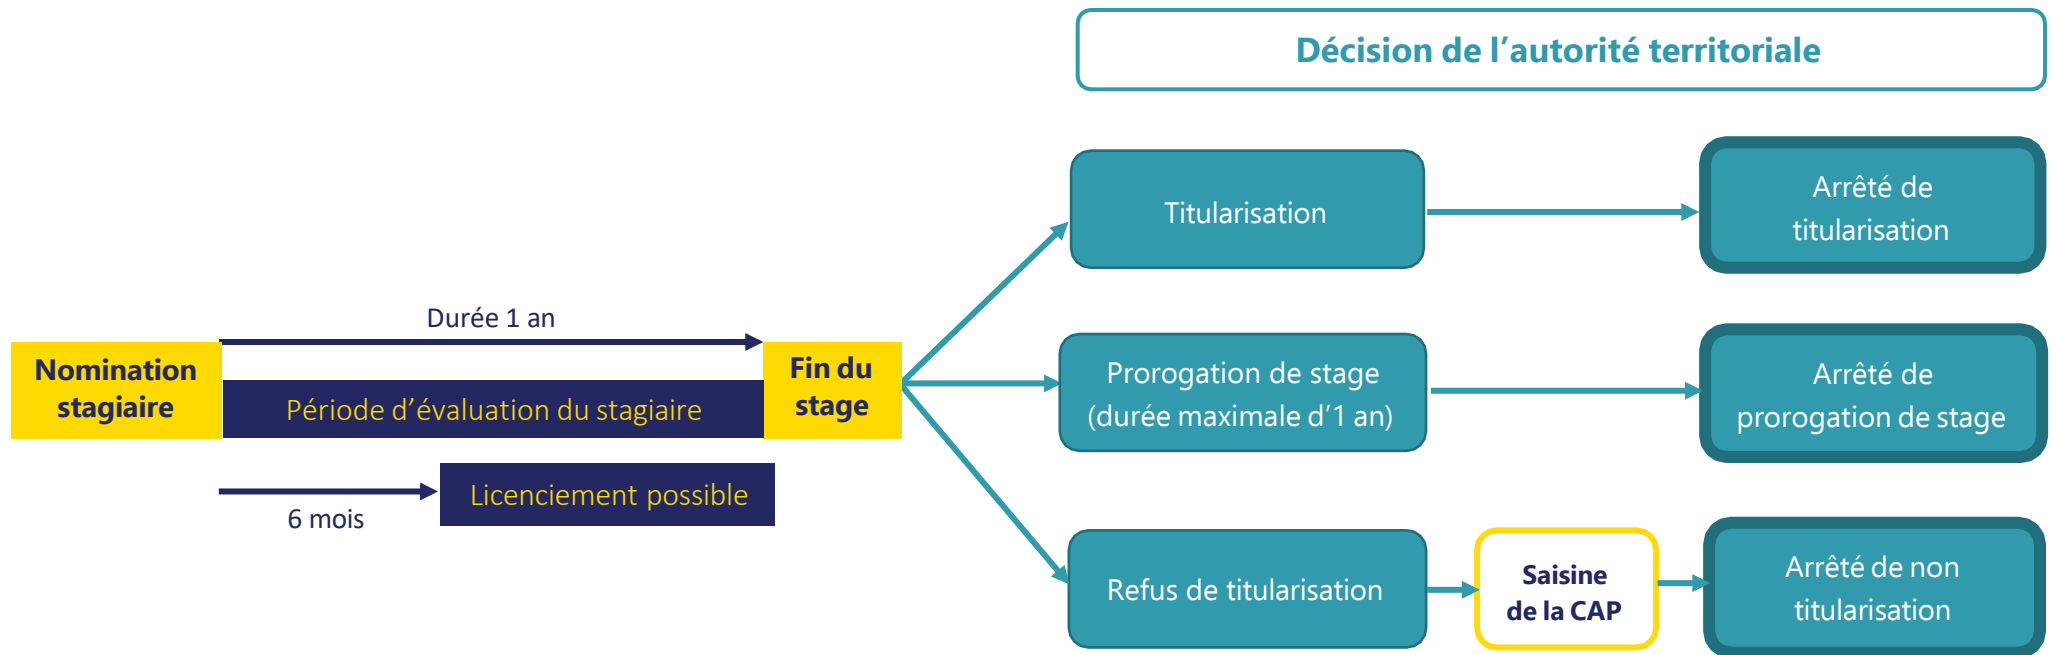 Décision de l’autorité territoriale
Titularisation
Arrêté de
titularisation
Durée 1 an
Nomination
stagiaire
Période d’évaluation du stagiaire
Fin du
stage
Prorogation de stage
(durée maximale d’1 an)
Arrêté de
prorogation de stage
6 mois
Licenciement possible
Refus de titularisation
Saisine
de la CAP
Arrêté de non
titularisation